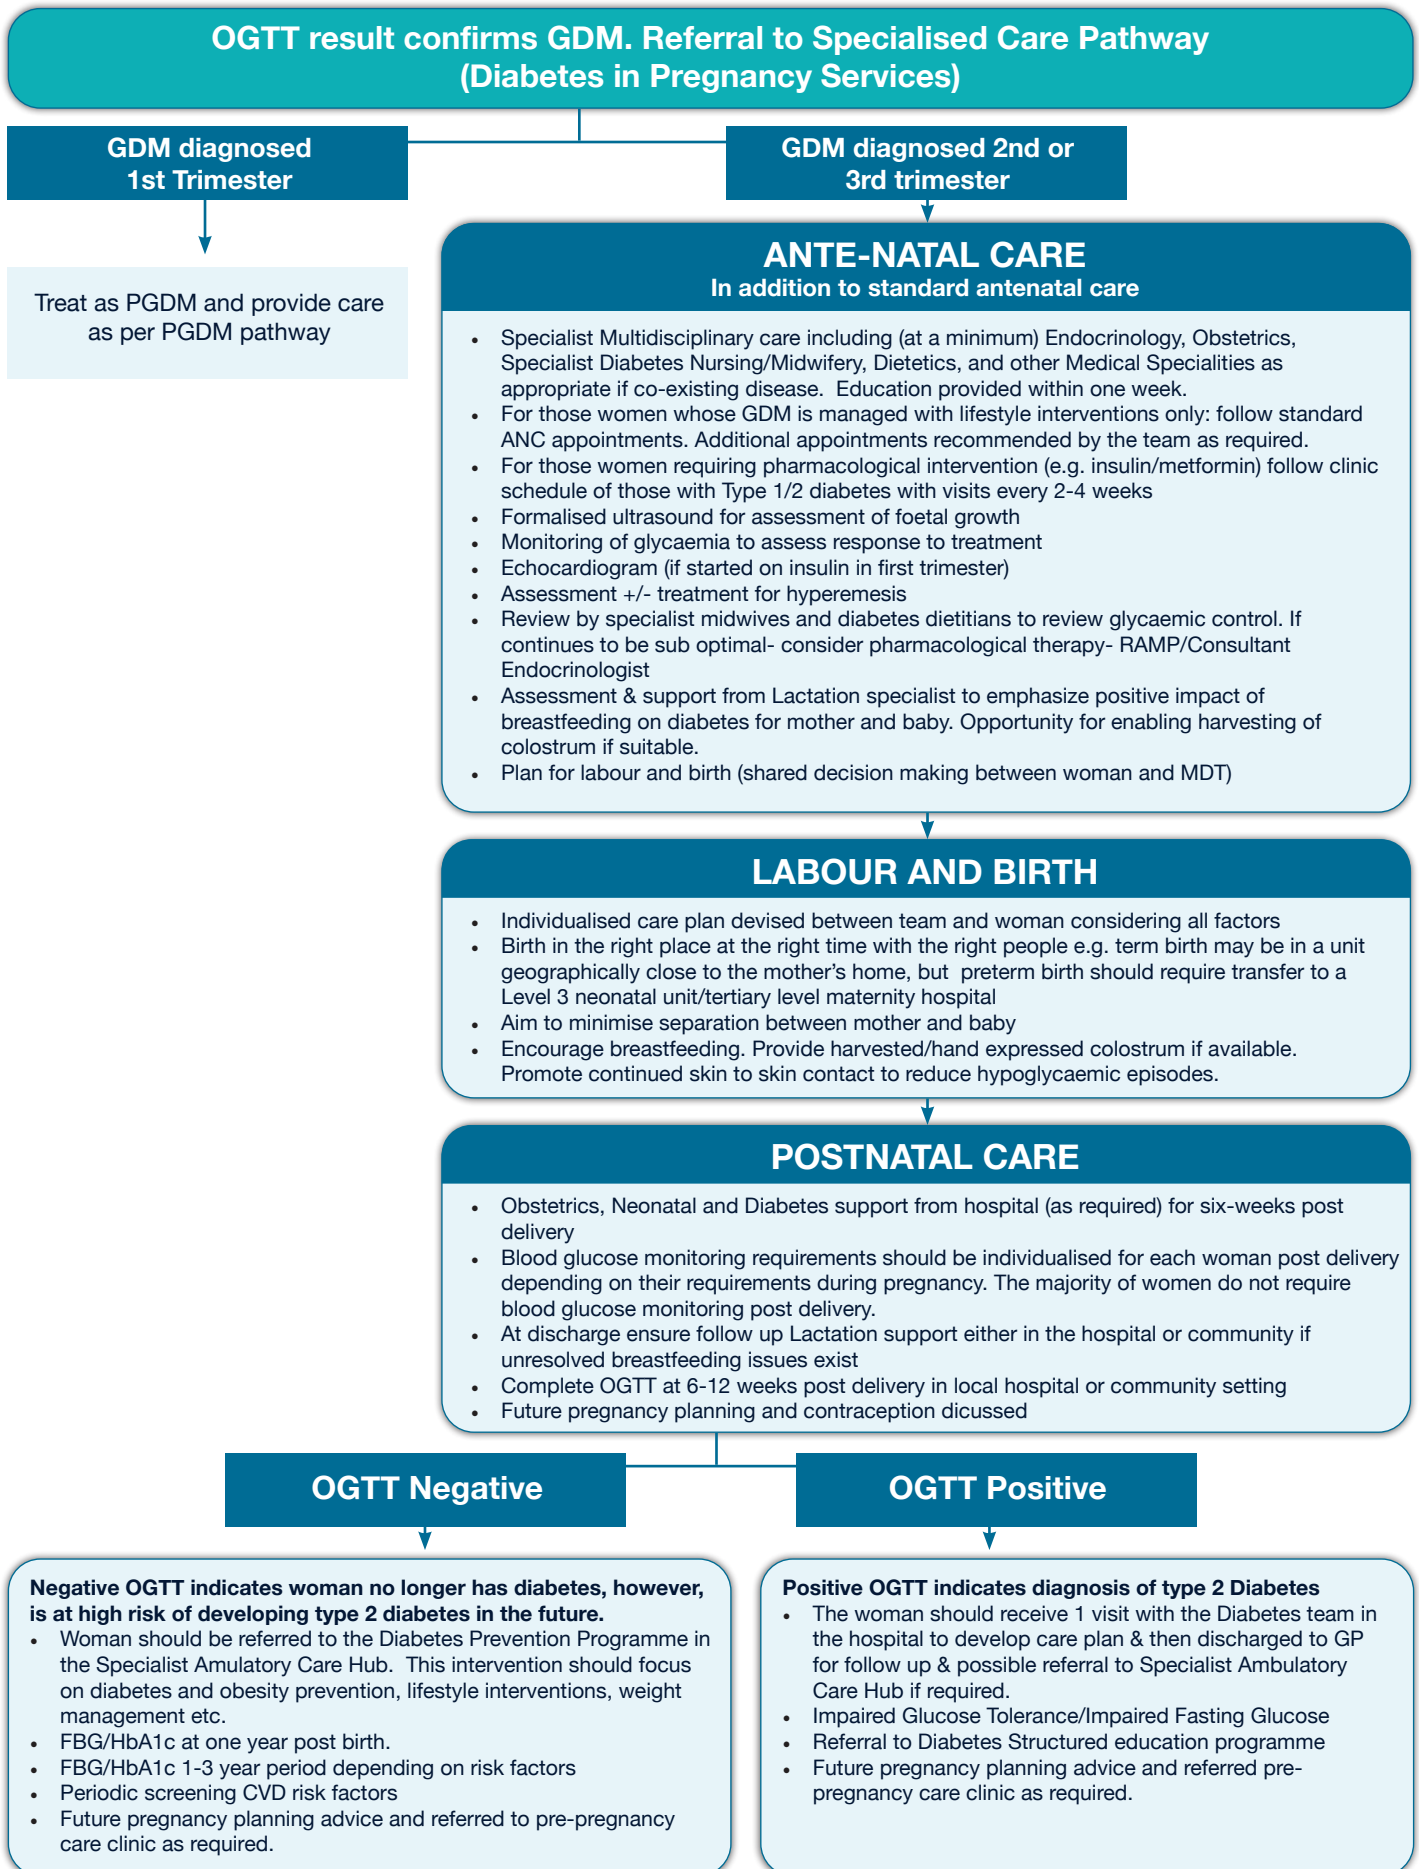 OGTT result confirms GDM. Referral to Specialised Care Pathway
(Diabetes in Pregnancy Services)
GDM diagnosed
1st Trimester
GDM diagnosed 2nd or
3rd trimester
Treat as PGDM and provide care
as per PGDM pathway
ANTE-NATAL CARE
In addition to standard antenatal care
• Specialist Multidisciplinary care including (at a minimum) Endocrinology, Obstetrics,
Specialist Diabetes Nursing/Midwifery, Dietetics, and other Medical Specialities as
appropriate if co-existing disease. Education provided within one week.
• For those women whose GDM is managed with lifestyle interventions only: follow standard
ANC appointments. Additional appointments recommended by the team as required.
• For those women requiring pharmacological intervention (e.g. insulin/metformin) follow clinic
schedule of those with Type 1/2 diabetes with visits every 2-4 weeks
• Formalised ultrasound for assessment of foetal growth
• Monitoring of glycaemia to assess response to treatment
• Echocardiogram (if started on insulin in first trimester)
• Assessment +/- treatment for hyperemesis
• Review by specialist midwives and diabetes dietitians to review glycaemic control. If
continues to be sub optimal- consider pharmacological therapy- RAMP/Consultant
Endocrinologist
• Assessment & support from Lactation specialist to emphasize positive impact of
breastfeeding on diabetes for mother and baby. Opportunity for enabling harvesting of
colostrum if suitable.
• Plan for labour and birth (shared decision making between woman and MDT)
LABOUR AND BIRTH
• Individualised care plan devised between team and woman considering all factors
• Birth in the right place at the right time with the right people e.g. term birth may be in a unit
geographically close to the mother's home, but preterm birth should require transfer to a
Level 3 neonatal unit/tertiary level maternity hospital
• Aim to minimise separation between mother and baby
• Encourage breastfeeding. Provide harvested/hand expressed colostrum if available.
Promote continued skin to skin contact to reduce hypoglycaemic episodes.
POSTNATAL CARE
• Obstetrics, Neonatal and Diabetes support from hospital (as required) for six-weeks post
delivery
• Blood glucose monitoring requirements should be individualised for each woman post delivery
depending on their requirements during pregnancy. The majority of women do not require
blood glucose monitoring post delivery.
• At discharge ensure follow up Lactation support either in the hospital or community if
unresolved breastfeeding issues exist
• Complete OGTT at 6-12 weeks post delivery in local hospital or community setting
• Future pregnancy planning and contraception dicussed
OGTT Negative
OGTT Positive
Negative OGTT indicates woman no longer has diabetes, however,
is at high risk of developing type 2 diabetes in the future.
• Woman should be referred to the Diabetes Prevention Programme in
the Specialist Amulatory Care Hub. This intervention should focus
on diabetes and obesity prevention, lifestyle interventions, weight
management etc.
• FBG/HbA1c at one year post birth.
• FBG/HbA1c 1-3 year period depending on risk factors
• Periodic screening CVD risk factors
• Future pregnancy planning advice and referred to pre-pregnancy
care clinic as required.
Positive OGTT indicates diagnosis of type 2 Diabetes
• The woman should receive 1 visit with the Diabetes team in
the hospital to develop care plan & then discharged to GP
for follow up & possible referral to Specialist Ambulatory
Care Hub if required.
• Impaired Glucose Tolerance/Impaired Fasting Glucose
• Referral to Diabetes Structured education programme
• Future pregnancy planning advice and referred pre-
pregnancy care clinic as required.